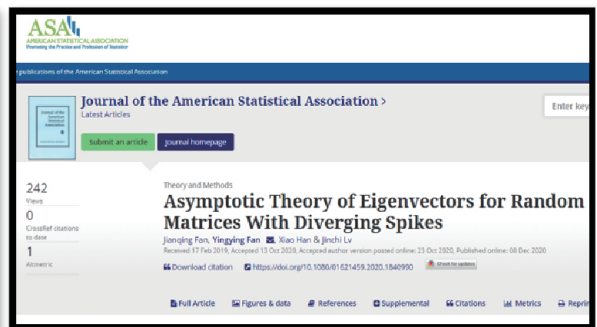 ASA
AMERICAN STATISTICAL ASSOCIATION
Promoting the Practice and Profession of Statistics
publications of the American Statistical Association
Journal of the American Statistical Association >
Latest Articles
Enter key
Submit an article
Journal homepage
242
Views
0
CrossRef citations
to date
1
Altmetric
Theory and Methods
Asymptotic Theory of Eigenvectors for Random
Matrices With Diverging Spikes
Jianqing Fan, Yingying Fan, Xiao Han & Jinchi Lv
Received 17 Feb 2019, Accepted 13 Oct 2020, Accepted author version posted online: 23 Oct 2020, Published online: 08 Dec 2020
Download citation
https://doi.org/10.1080/01621459.2020.1840990
Check for updates
Full Article
Figures & data
References
Supplemental
Citations
Metrics
Reprin